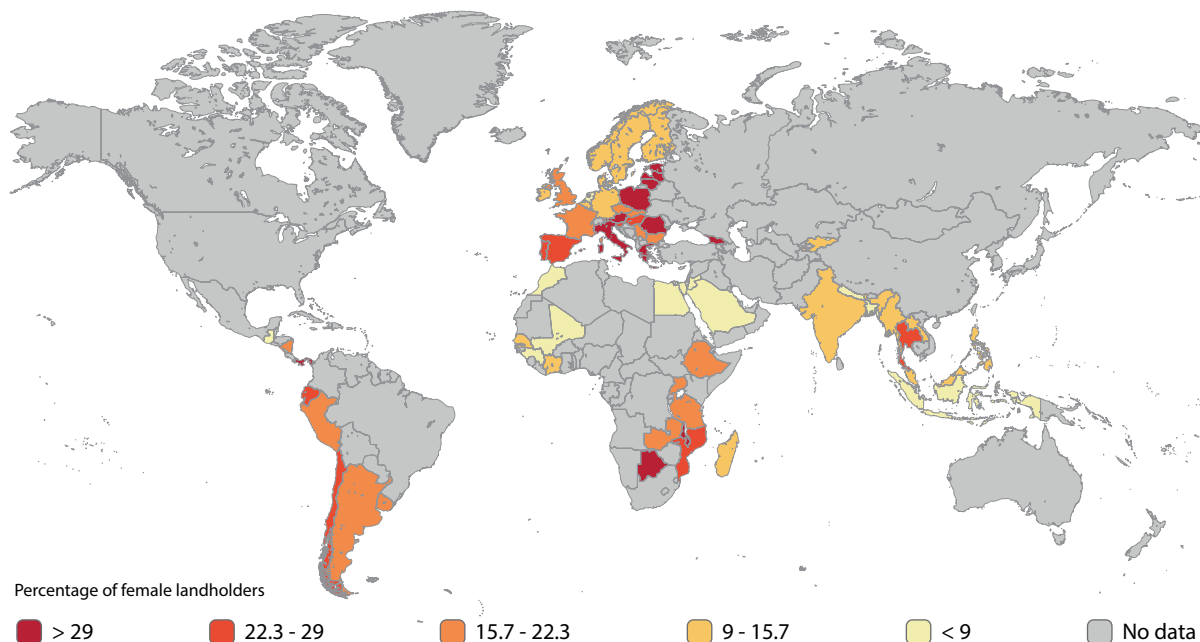 Percentage of female landholders
> 29
22.3 - 29
15.7 - 22.3
9 - 15.7
< 9
No data